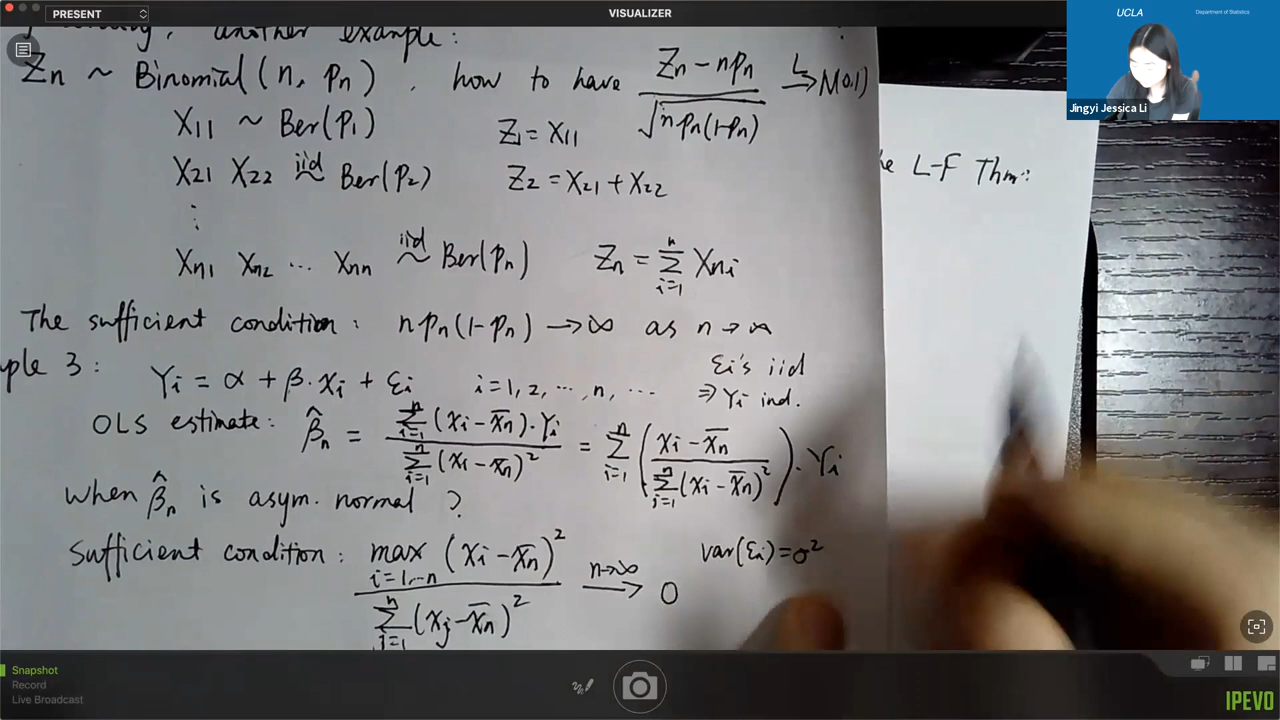 PRESENT
VISUALIZER
UCLA
Department of Statistics
Jingyi Jessica Li
another example:
Zn ~ Binomial (n, pn), how to have (Zn - npn) / √(npn(1-pn)) →L N(0,1)
X11 ~ Ber(p1) Z1 = X11
X21 X22 iid ~ Ber(p2) Z2 = X21 + X22
⋮
Xn1 Xn2 ... Xnn iid ~ Ber(pn) Zn = Σ_{i=1}^n Xni
The sufficient condition: npn(1-pn) → ∞ as n → ∞
ple 3: Yi = α + β·xi + εi i = 1, 2, ..., n, ... εi's iid
⇒ Yi ind.
OLS estimate: β̂n = Σ_{i=1}^n (xi - x̄n)·Yi / Σ_{i=1}^n (xi - x̄n)² = Σ_{i=1}^n ((xi - x̄n) / Σ_{j=1}^n (xj - x̄n)²)·Yi
When β̂n is asym. normal?
Sufficient condition: max_{i=1,...n} (xi - x̄n)² / Σ_{j=1}^n (xj - x̄n)² →n→∞ 0 var(εi) = σ²
L-F Thm:
Snapshot
Record
Live Broadcast
IPEVO